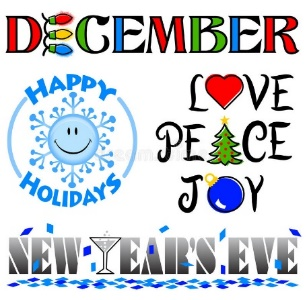 DECEMBER
HAPPY
HOLIDAYS
LOVE
PEACE
JOY
NEW YEAR'S EVE